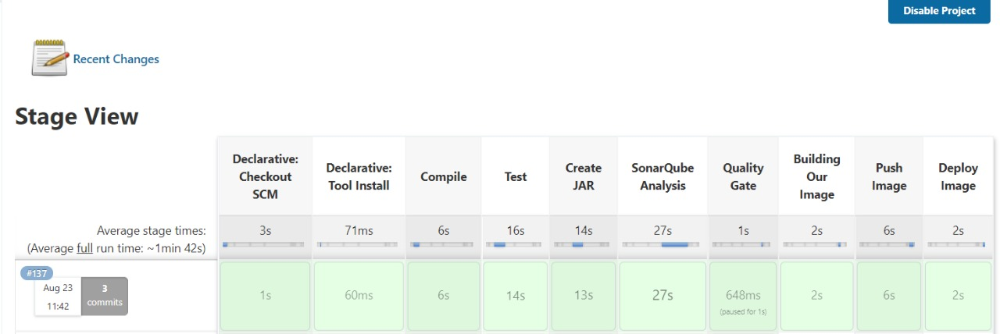 Disable Project
Recent Changes
Stage View
Declarative:
Checkout
SCM
Declarative:
Tool Install
Compile
Test
Create
JAR
SonarQube
Analysis
Quality
Gate
Building
Our
Image
Push
Image
Deploy
Image
Average stage times:
(Average full run time: ~1min 42s)
3s
71ms
6s
16s
14s
27s
1s
2s
6s
2s
#137
Aug 23
11:42
3
commits
1s
60ms
6s
14s
13s
27s
648ms
(paused for 1s)
2s
6s
2s